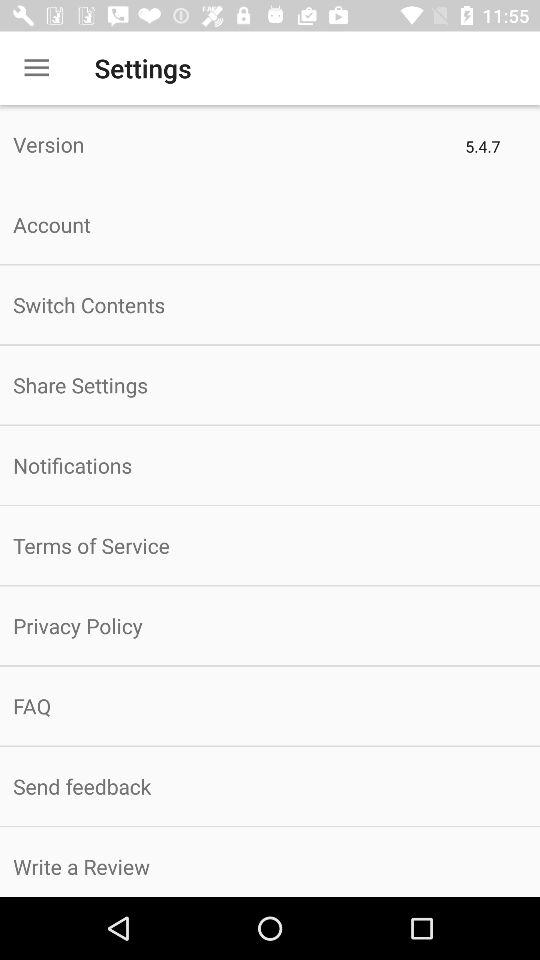 11:55
Settings
Version 5.4.7
Account
Switch Contents
Share Settings
Notifications
Terms of Service
Privacy Policy
FAQ
Send feedback
Write a Review